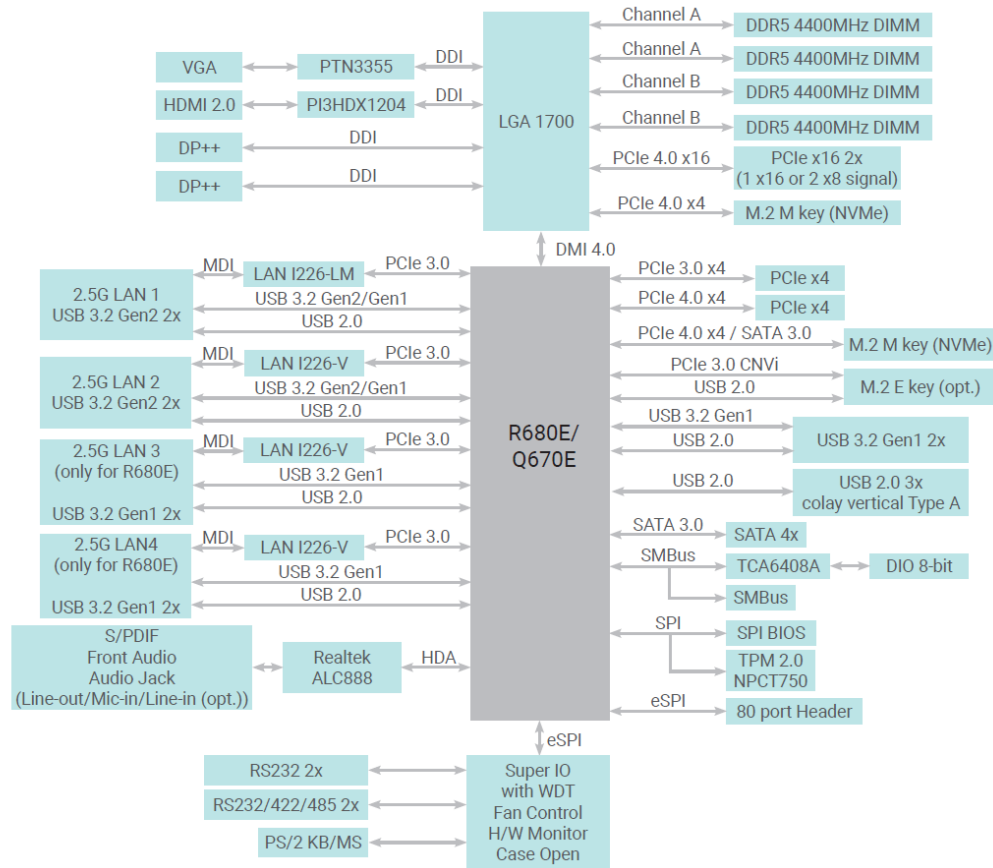 Channel A
DDR5 4400MHz DIMM
Channel A
DDR5 4400MHz DIMM
VGA
PTN3355
DDI
Channel B
DDR5 4400MHz DIMM
HDMI 2.0
PI3HDX1204
DDI
LGA 1700
Channel B
DDR5 4400MHz DIMM
DP++
DDI
PCIe 4.0 x16
PCIe x16 2x
(1 x16 or 2 x8 signal)
DP++
DDI
PCIe 4.0 x4
M.2 M key (NVMe)
DMI 4.0
2.5G LAN 1
USB 3.2 Gen2 2x
MDI
LAN I226-LM
PCIe 3.0
USB 3.2 Gen2/Gen1
USB 2.0
2.5G LAN 2
USB 3.2 Gen2 2x
MDI
LAN I226-V
PCIe 3.0
USB 3.2 Gen2/Gen1
USB 2.0
2.5G LAN 3
(only for R680E)
USB 3.2 Gen1 2x
MDI
LAN I226-V
PCIe 3.0
USB 3.2 Gen1
USB 2.0
2.5G LAN4
(only for R680E)
USB 3.2 Gen1 2x
MDI
LAN I226-V
PCIe 3.0
USB 3.2 Gen1
USB 2.0
S/PDIF
Front Audio
Audio Jack
(Line-out/Mic-in/Line-in (opt.))
Realtek
ALC888
HDA
R680E/
Q670E
PCIe 3.0 x4
PCIe x4
PCIe 4.0 x4
PCIe x4
PCIe 4.0 x4 / SATA 3.0
M.2 M key (NVMe)
PCIe 3.0 CNVi
USB 2.0
M.2 E key (opt.)
USB 3.2 Gen1
USB 2.0
USB 3.2 Gen1 2x
USB 2.0
USB 2.0 3x
colay vertical Type A
SATA 3.0
SATA 4x
SMBus
TCA6408A
DIO 8-bit
SMBus
SPI
SPI BIOS
TPM 2.0
NPCT750
eSPI
80 port Header
eSPI
RS232 2x
RS232/422/485 2x
PS/2 KB/MS
Super IO
with WDT
Fan Control
H/W Monitor
Case Open